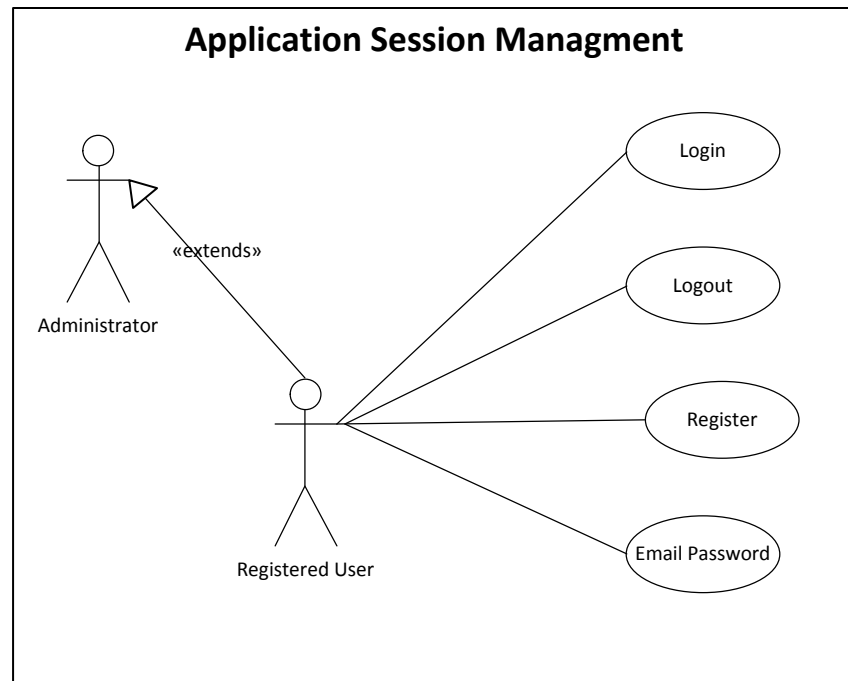 Application Session Managment
Login
«extends»
Logout
Administrator
Register
Registered User
Email Password